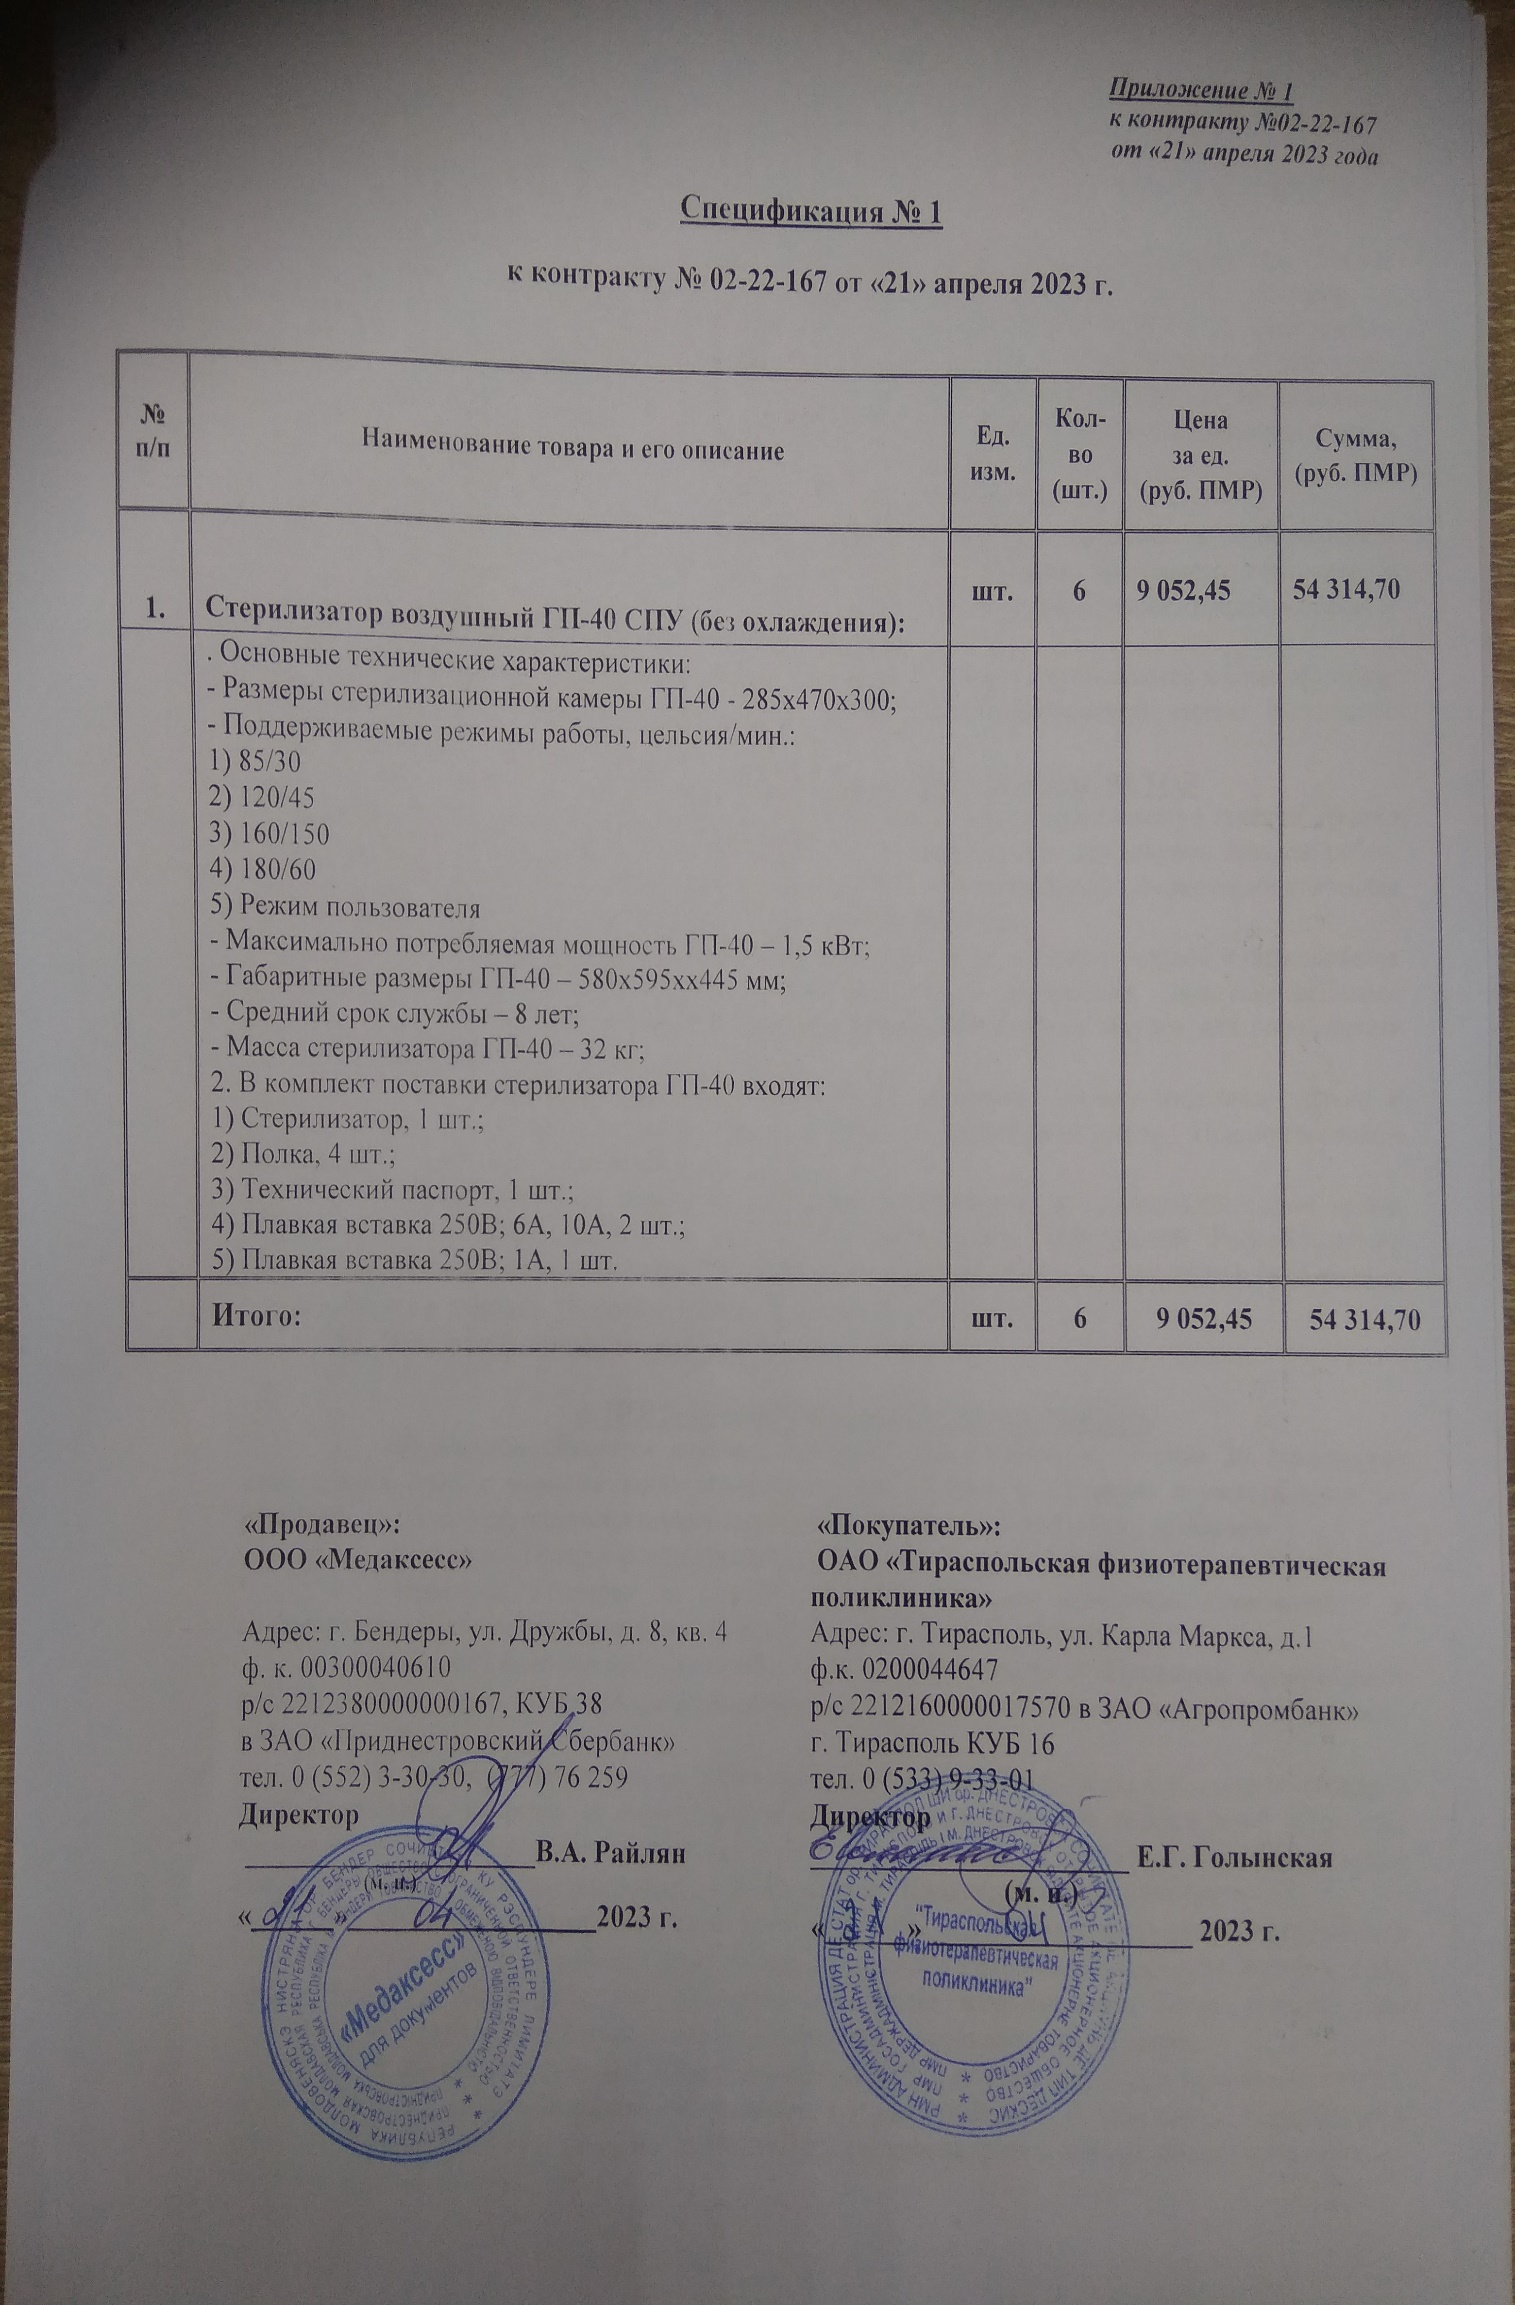 Приложение № 1
к контракту №02-22-167
от «21» апреля 2023 года
Спецификация № 1
к контракту № 02-22-167 от «21» апреля 2023 г.
№ п/п
Наименование товара и его описание
Ед. изм.
Кол-во (шт.)
Цена за ед. (руб. ПМР)
Сумма, (руб. ПМР)
1. Стерилизатор воздушный ГП-40 СПУ (без охлаждения): шт. 6 9 052,45 54 314,70
. Основные технические характеристики:
- Размеры стерилизационной камеры ГП-40 - 285х470х300;
- Поддерживаемые режимы работы, цельсия/мин.:
1) 85/30
2) 120/45
3) 160/150
4) 180/60
5) Режим пользователя
- Максимально потребляемая мощность ГП-40 – 1,5 кВт;
- Габаритные размеры ГП-40 – 580х595хх445 мм;
- Средний срок службы – 8 лет;
- Масса стерилизатора ГП-40 – 32 кг;
2. В комплект поставки стерилизатора ГП-40 входят:
1) Стерилизатор, 1 шт.;
2) Полка, 4 шт.;
3) Технический паспорт, 1 шт.;
4) Плавкая вставка 250В; 6А, 10А, 2 шт.;
5) Плавкая вставка 250В; 1А, 1 шт.
Итого: шт. 6 9 052,45 54 314,70
«Продавец»:
ООО «Медаксесс»
Адрес: г. Бендеры, ул. Дружбы, д. 8, кв. 4
ф. к. 00300040610
р/с 2212380000000167, КУБ 38
в ЗАО «Приднестровский Сбербанк»
тел. 0 (552) 3-30-30, (777) 76 259
Директор
В.А. Райлян
(м. п.)
«21» 04 2023 г.
«Медаксесс»
для документов
«Покупатель»:
ОАО «Тираспольская физиотерапевтическая
поликлиника»
Адрес: г. Тирасполь, ул. Карла Маркса, д.1
ф.к. 0200044647
р/с 2212160000017570 в ЗАО «Агропромбанк»
г. Тирасполь КУБ 16
тел. 0 (533) 9-33-01
Директор
Е.Г. Голынская
(м. п.)
«21» 04 2023 г.
"Тираспольская
физиотерапевтическая
поликлиника"